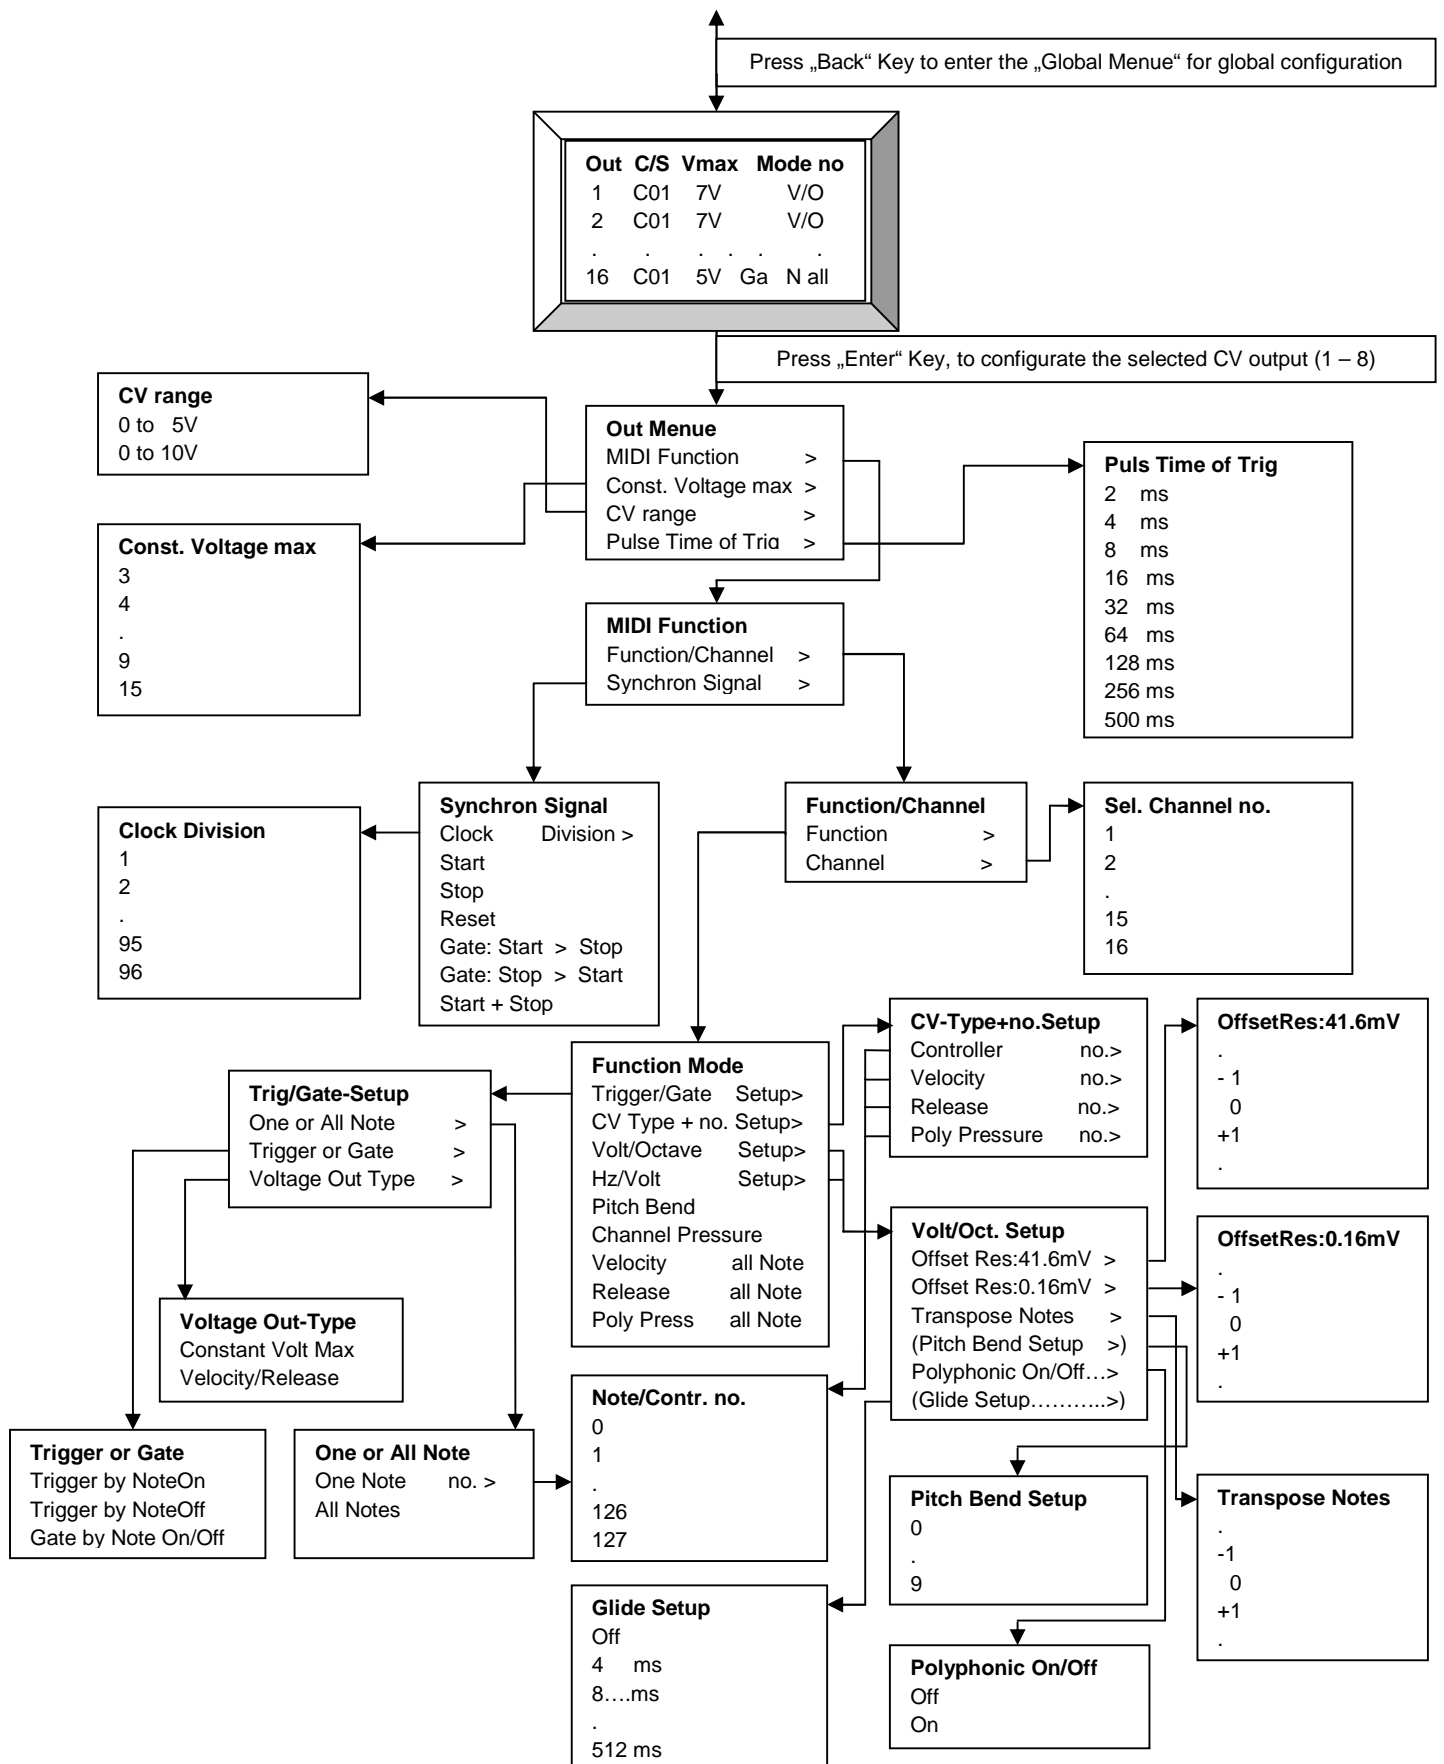 Press „Back“ Key to enter the „Global Menue“ for global configuration
Out C/S Vmax Mode no
1 C01 7V V/O
2 C01 7V V/O
. . . . . .
16 C01 5V Ga N all
Press „Enter“ Key, to configurate the selected CV output (1 – 8)
CV range
0 to 5V
0 to 10V
Out Menue
MIDI Function >
Const. Voltage max >
CV range >
Pulse Time of Trig >
Puls Time of Trig
2 ms
4 ms
8 ms
16 ms
32 ms
64 ms
128 ms
256 ms
500 ms
Const. Voltage max
3
4
.
9
15
MIDI Function
Function/Channel >
Synchron Signal >
Clock Division
1
2
.
95
96
Synchron Signal
Clock Division >
Start
Stop
Reset
Gate: Start > Stop
Gate: Stop > Start
Start + Stop
Function/Channel
Function >
Channel >
Sel. Channel no.
1
2
.
15
16
Trig/Gate-Setup
One or All Note >
Trigger or Gate >
Voltage Out Type >
Function Mode
Trigger/Gate Setup>
CV Type + no. Setup>
Volt/Octave Setup>
Hz/Volt Setup>
Pitch Bend
Channel Pressure
Velocity all Note
Release all Note
Poly Press all Note
CV-Type+no.Setup
Controller no.>
Velocity no.>
Release no.>
Poly Pressure no.>
OffsetRes:41.6mV
.
- 1
0
+1
.
Volt/Oct. Setup
Offset Res:41.6mV >
Offset Res:0.16mV >
Transpose Notes >
(Pitch Bend Setup >)
Polyphonic On/Off…>
(Glide Setup………..>)
OffsetRes:0.16mV
.
- 1
0
+1
.
Voltage Out-Type
Constant Volt Max
Velocity/Release
Trigger or Gate
Trigger by NoteOn
Trigger by NoteOff
Gate by Note On/Off
One or All Note
One Note no. >
All Notes
Note/Contr. no.
0
1
.
126
127
Pitch Bend Setup
0
.
9
Transpose Notes
.
-1
0
+1
.
Glide Setup
Off
4 ms
8….ms
.
512 ms
Polyphonic On/Off
Off
On